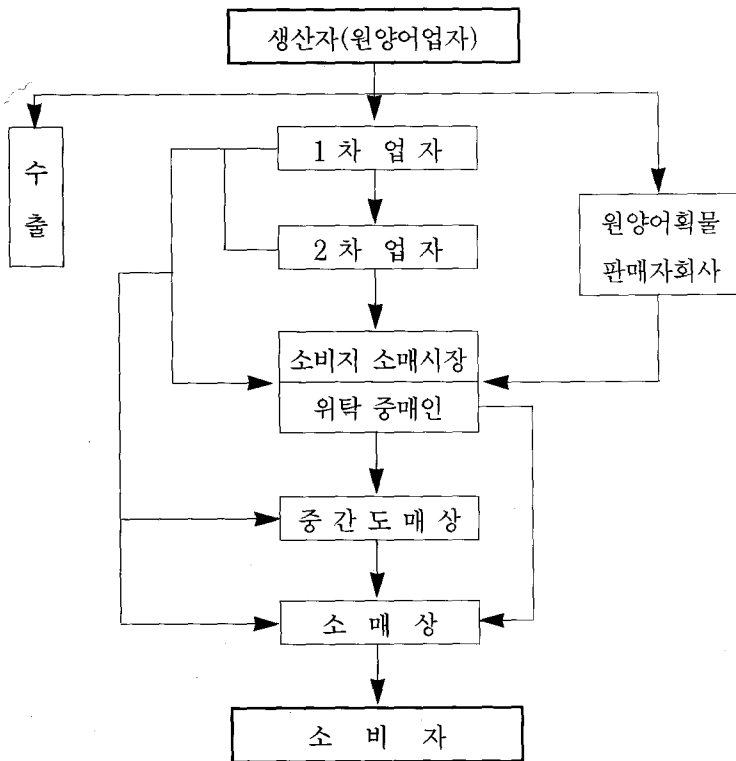 생산자(원양어업자)
수출
1차 업자
2차 업자
원양어획물
판매자회사
소비지 소매시장
위탁 중매인
중간도매상
소 매 상
소 비 자